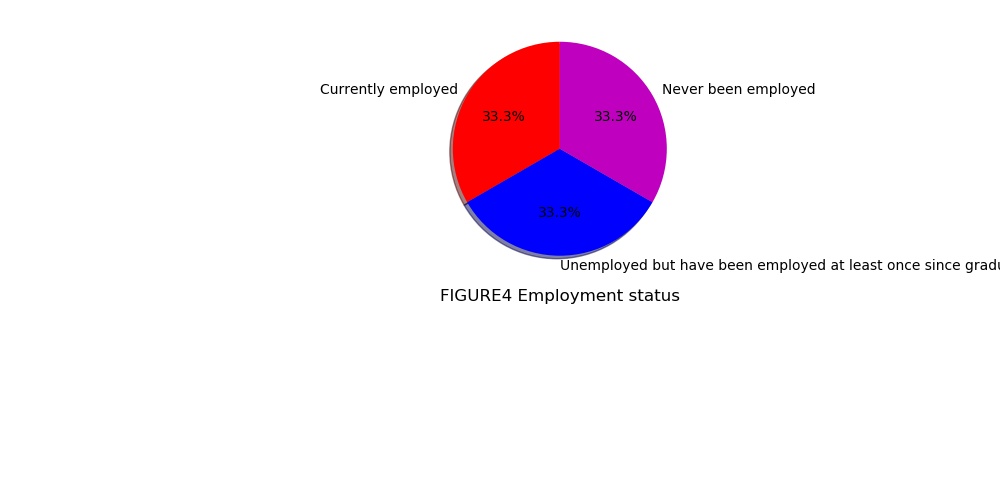 Currently employed
Never been employed
33.3%
33.3%
33.3%
Unemployed but have been employed at least once since
FIGURE4 Employment status